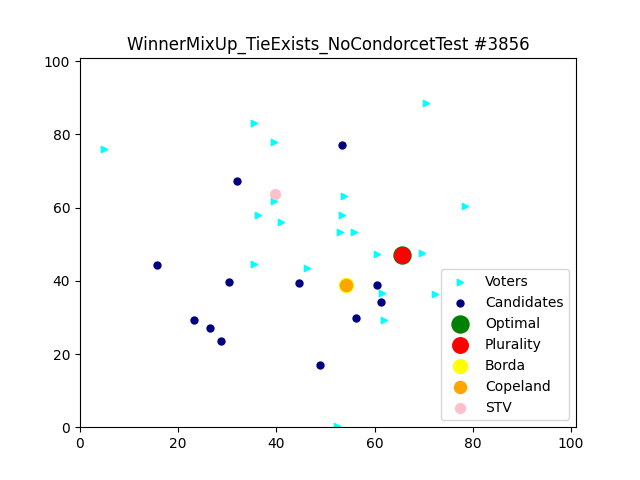 WinnerMixUp_TieExists_NoCondorcetTest #3856
100
80
60
40
20
0
0 20 40 60 80 100
Voters
Candidates
Optimal
Plurality
Borda
Copeland
STV